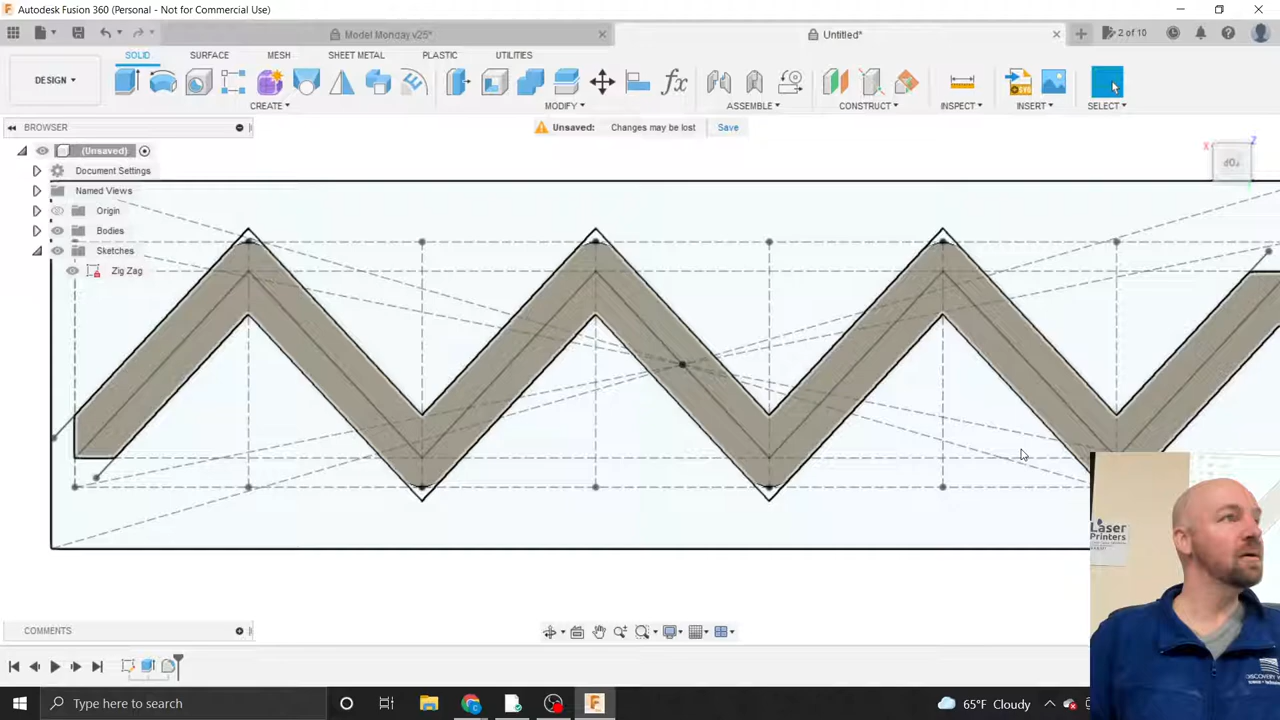 Autodesk Fusion 360 (Personal - Not for Commercial Use)
Model Monday v25*
Untitled*
2 of 10
DESIGN
SOLID SURFACE MESH SHEET METAL PLASTIC UTILITIES
CREATE MODIFY ASSEMBLE CONSTRUCT INSPECT INSERT SELECT
BROWSER
Unsaved: Changes may be lost Save
(Unsaved)
Document Settings
Named Views
Origin
Bodies
Sketches
Zig Zag
X Z
TOP
Laser
Printers
COMMENTS
Type here to search
65°F Cloudy